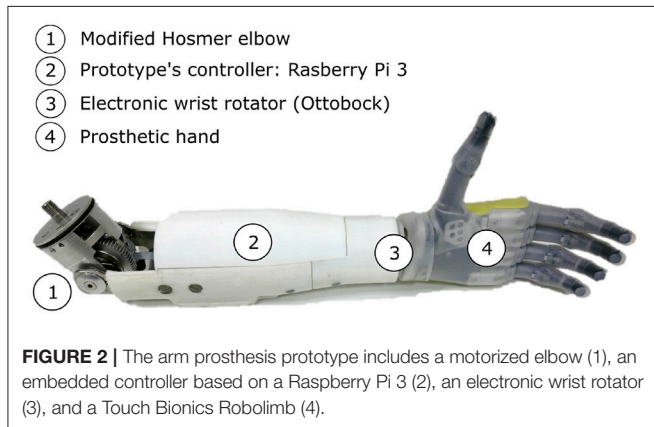 1 Modified Hosmer elbow
2 Prototype's controller: Rasberry Pi 3
3 Electronic wrist rotator (Ottobock)
4 Prosthetic hand
2
3
4
1
FIGURE 2 | The arm prosthesis prototype includes a motorized elbow (1), an
embedded controller based on a Raspberry Pi 3 (2), an electronic wrist rotator
(3), and a Touch Bionics Robolimb (4).